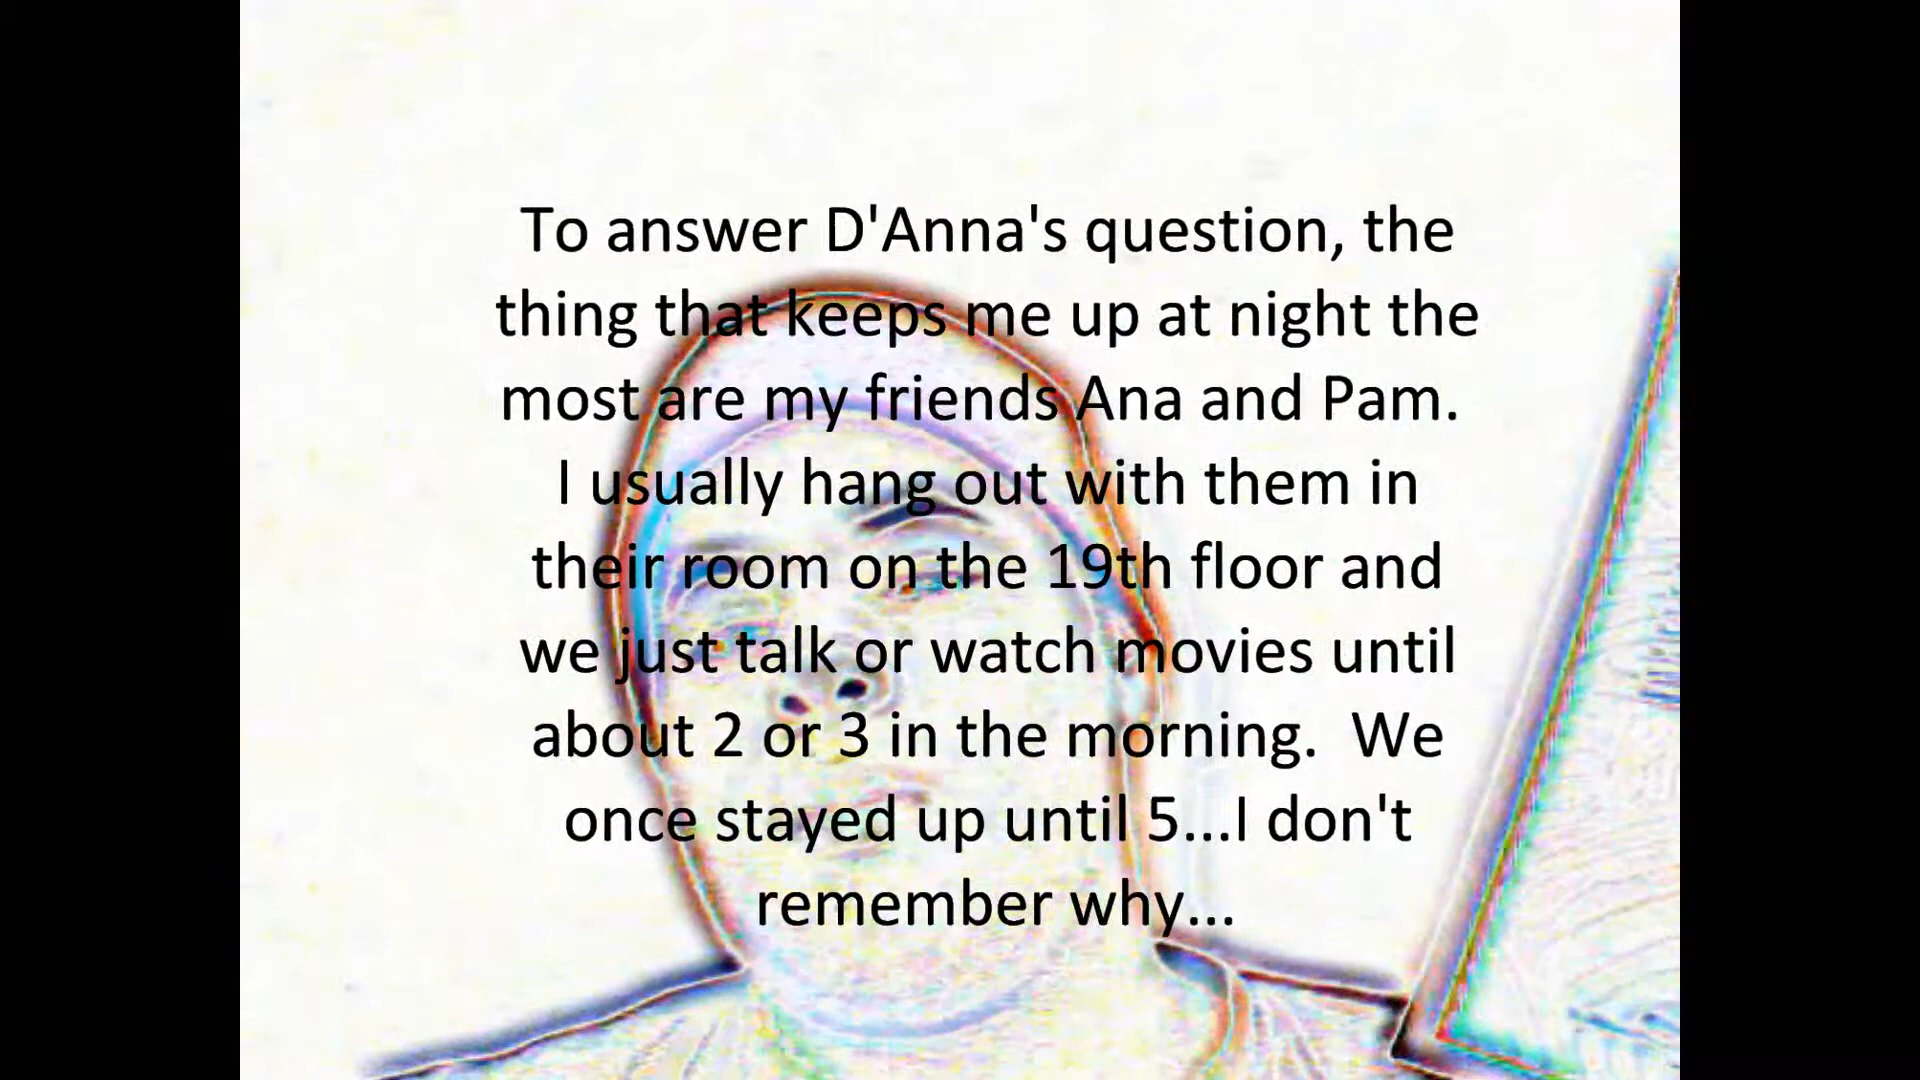 To answer D'Anna's question, the
thing that keeps me up at night the
most are my friends Ana and Pam.
I usually hang out with them in
their room on the 19th floor and
we just talk or watch movies until
about 2 or 3 in the morning.  We
once stayed up until 5...I don't
remember why...